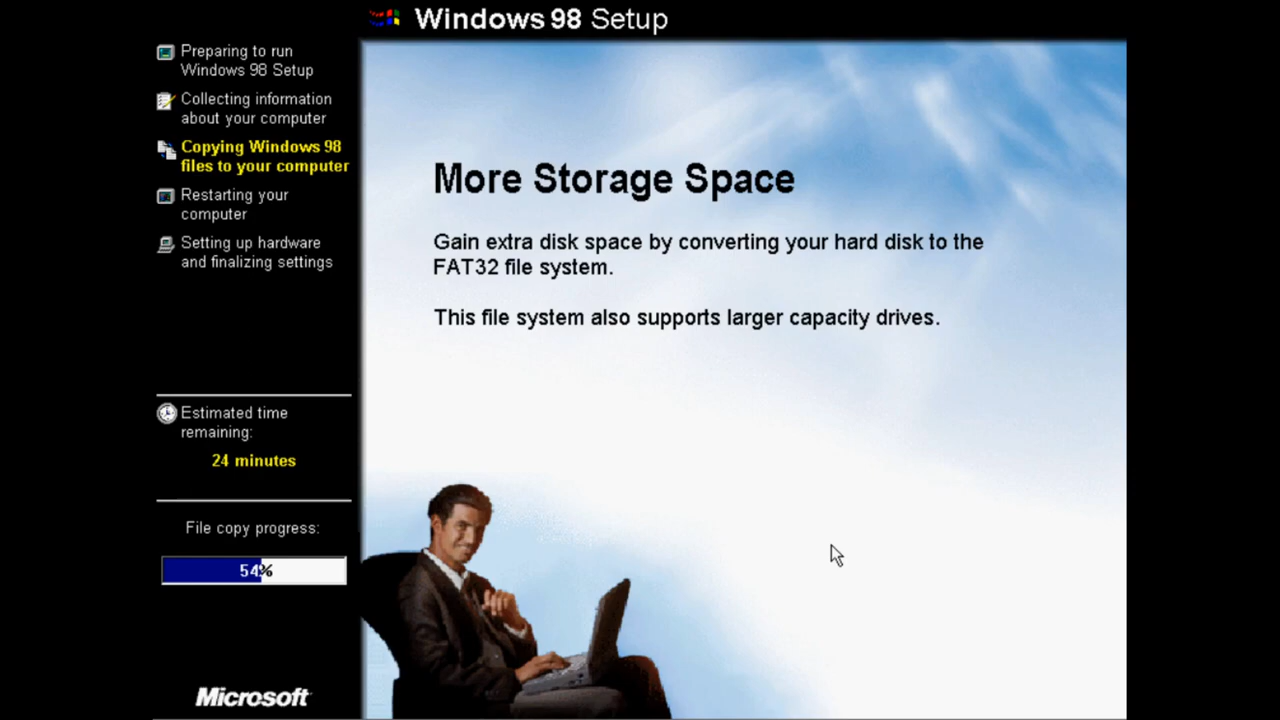 Windows 98 Setup
Preparing to run
Windows 98 Setup
Collecting information
about your computer
Copying Windows 98
files to your computer
Restarting your
computer
Setting up hardware
and finalizing settings
Estimated time
remaining:
24 minutes
File copy progress:
54%
Microsoft
More Storage Space
Gain extra disk space by converting your hard disk to the
FAT32 file system.
This file system also supports larger capacity drives.